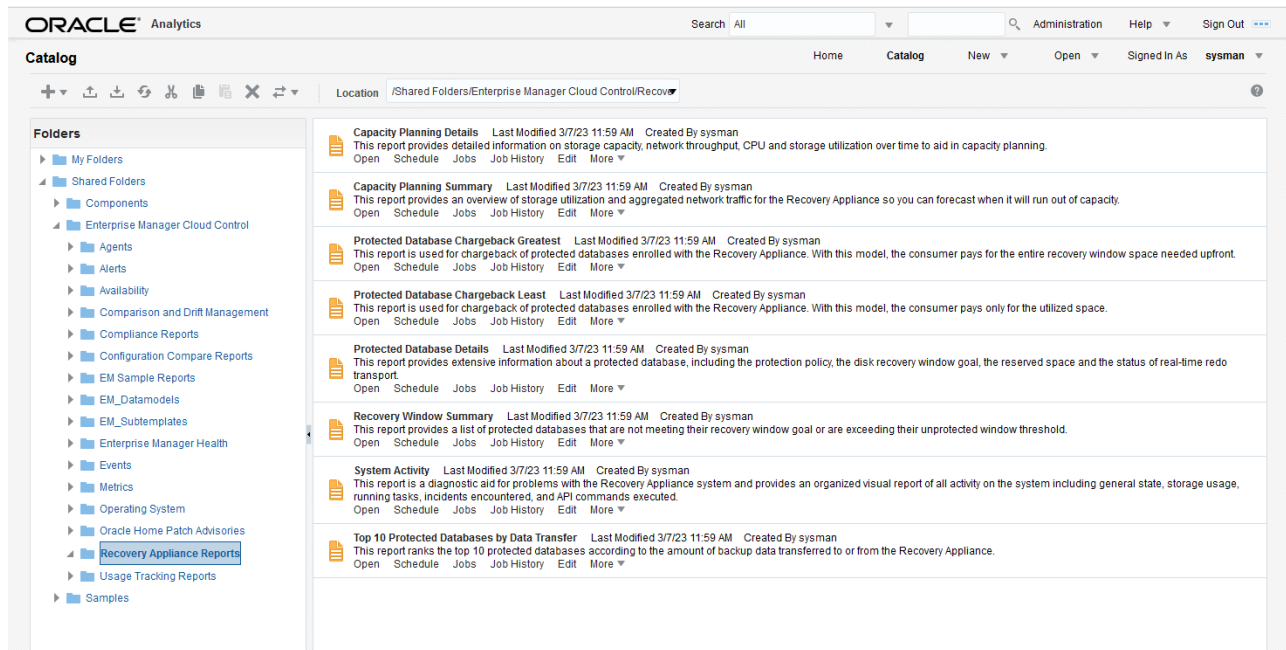 ORACLE Analytics
Search All
Administration Help Sign Out
Catalog
Home Catalog New Open Signed In As sysman
Location /Shared Folders/Enterprise Manager Cloud Control/Recove
Folders
My Folders
Shared Folders
Components
Enterprise Manager Cloud Control
Agents
Alerts
Availability
Comparison and Drift Management
Compliance Reports
Configuration Compare Reports
EM Sample Reports
EM_Datamodels
EM_Subtemplates
Enterprise Manager Health
Events
Metrics
Operating System
Oracle Home Patch Advisories
Recovery Appliance Reports
Usage Tracking Reports
Samples
Capacity Planning Details Last Modified 3/7/23 11:59 AM Created By sysman
This report provides detailed information on storage capacity, network throughput, CPU and storage utilization over time to aid in capacity planning.
Open Schedule Jobs Job History Edit More
Capacity Planning Summary Last Modified 3/7/23 11:59 AM Created By sysman
This report provides an overview of storage utilization and aggregated network traffic for the Recovery Appliance so you can forecast when it will run out of capacity.
Open Schedule Jobs Job History Edit More
Protected Database Chargeback Greatest Last Modified 3/7/23 11:59 AM Created By sysman
This report is used for chargeback of protected databases enrolled with the Recovery Appliance. With this model, the consumer pays for the entire recovery window space needed upfront.
Open Schedule Jobs Job History Edit More
Protected Database Chargeback Least Last Modified 3/7/23 11:59 AM Created By sysman
This report is used for chargeback of protected databases enrolled with the Recovery Appliance. With this model, the consumer pays only for the utilized space.
Open Schedule Jobs Job History Edit More
Protected Database Details Last Modified 3/7/23 11:59 AM Created By sysman
This report provides extensive information about a protected database, including the protection policy, the disk recovery window goal, the reserved space and the status of real-time redo
transport.
Open Schedule Jobs Job History Edit More
Recovery Window Summary Last Modified 3/7/23 11:59 AM Created By sysman
This report provides a list of protected databases that are not meeting their recovery window goal or are exceeding their unprotected window threshold.
Open Schedule Jobs Job History Edit More
System Activity Last Modified 3/7/23 11:59 AM Created By sysman
This report is a diagnostic aid for problems with the Recovery Appliance system and provides an organized visual report of all activity on the system including general state, storage usage,
running tasks, incidents encountered, and API commands executed.
Open Schedule Jobs Job History Edit More
Top 10 Protected Databases by Data Transfer Last Modified 3/7/23 11:59 AM Created By sysman
This report ranks the top 10 protected databases according to the amount of backup data transferred to or from the Recovery Appliance.
Open Schedule Jobs Job History Edit More